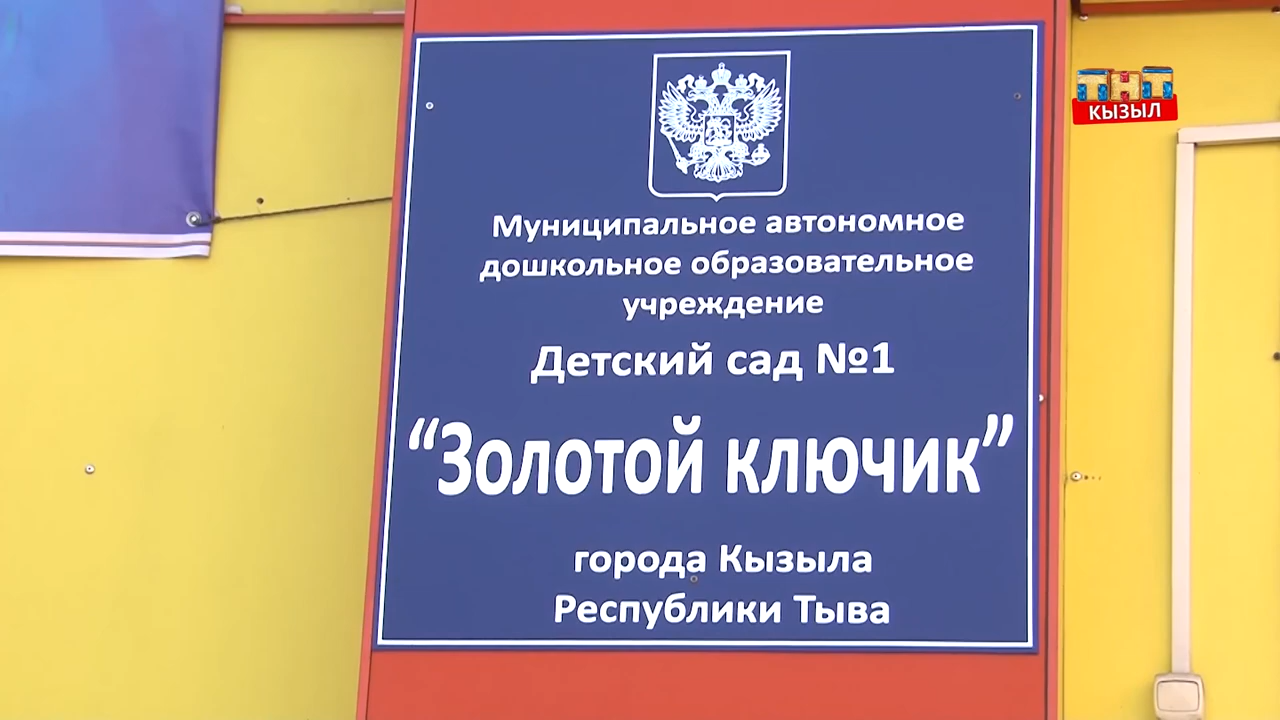 ТНТ
КЫЗЫЛ
Муниципальное автономное
дошкольное образовательное
учреждение
Детский сад №1
“Золотой ключик”
города Кызыла
Республики Тыва